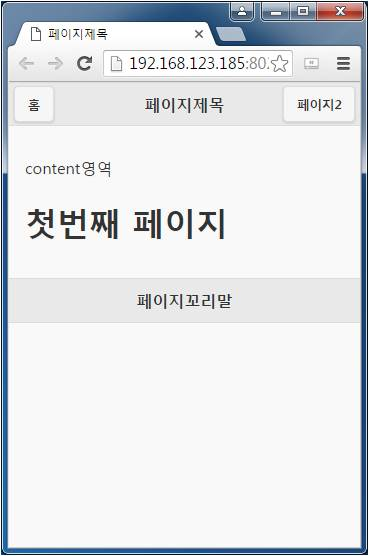 페이지제목
192.168.123.185:80
홈
페이지제목
페이지2
content영역
첫번째 페이지
페이지꼬리말